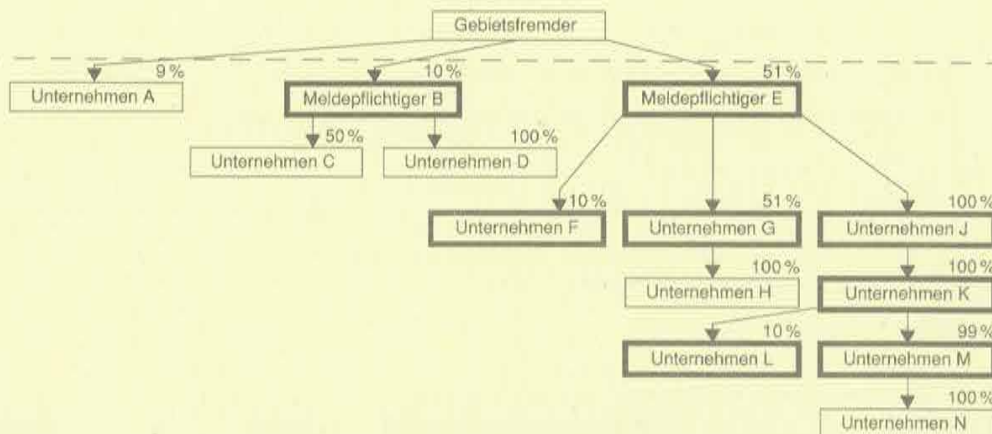 Gebietsfremder
9 %
10 %
51 %
Unternehmen A
Meldepflichtiger B
Meldepflichtiger E
50 %
100 %
Unternehmen C
Unternehmen D
10 %
51 %
100 %
Unternehmen F
Unternehmen G
Unternehmen J
100 %
100 %
Unternehmen H
Unternehmen K
10 %
99 %
Unternehmen L
Unternehmen M
100 %
Unternehmen N